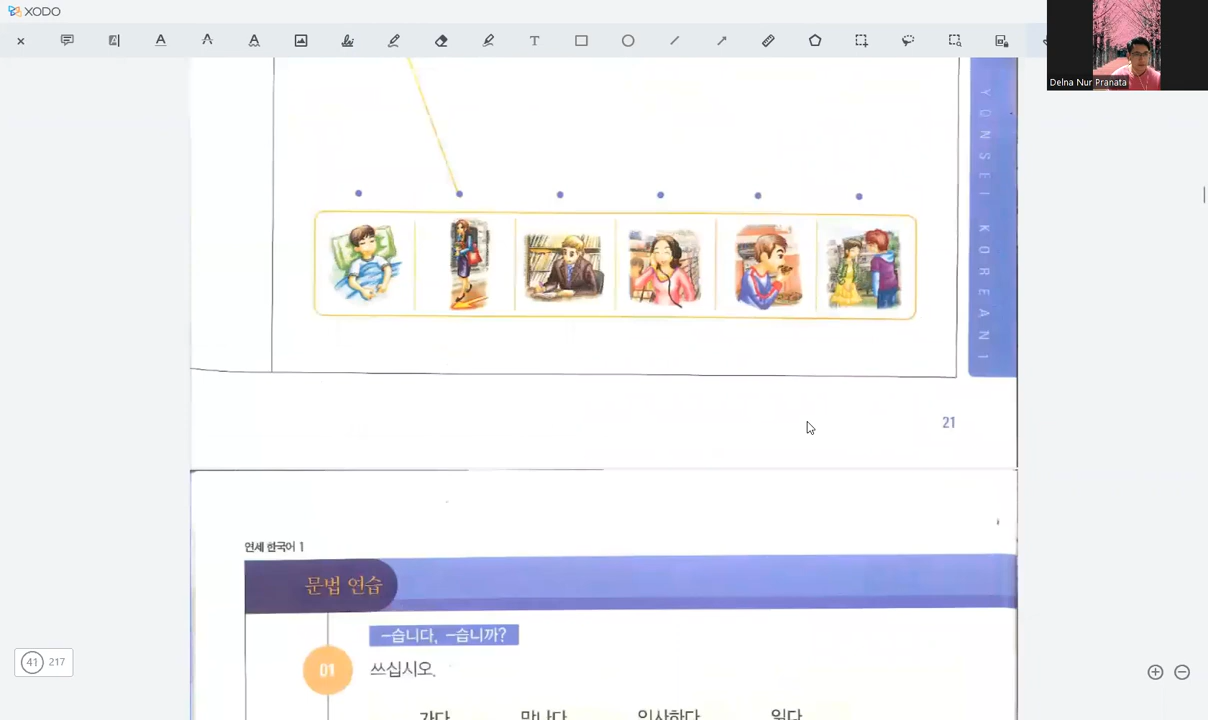 XODO
Delna Nur Pranata
YONSEI KOREAN 1
21
연세 한국어 1
문법 연습
-습니다, -습니까?
01 쓰십시오.
가다 만나다 인사하다 읽다
41 217